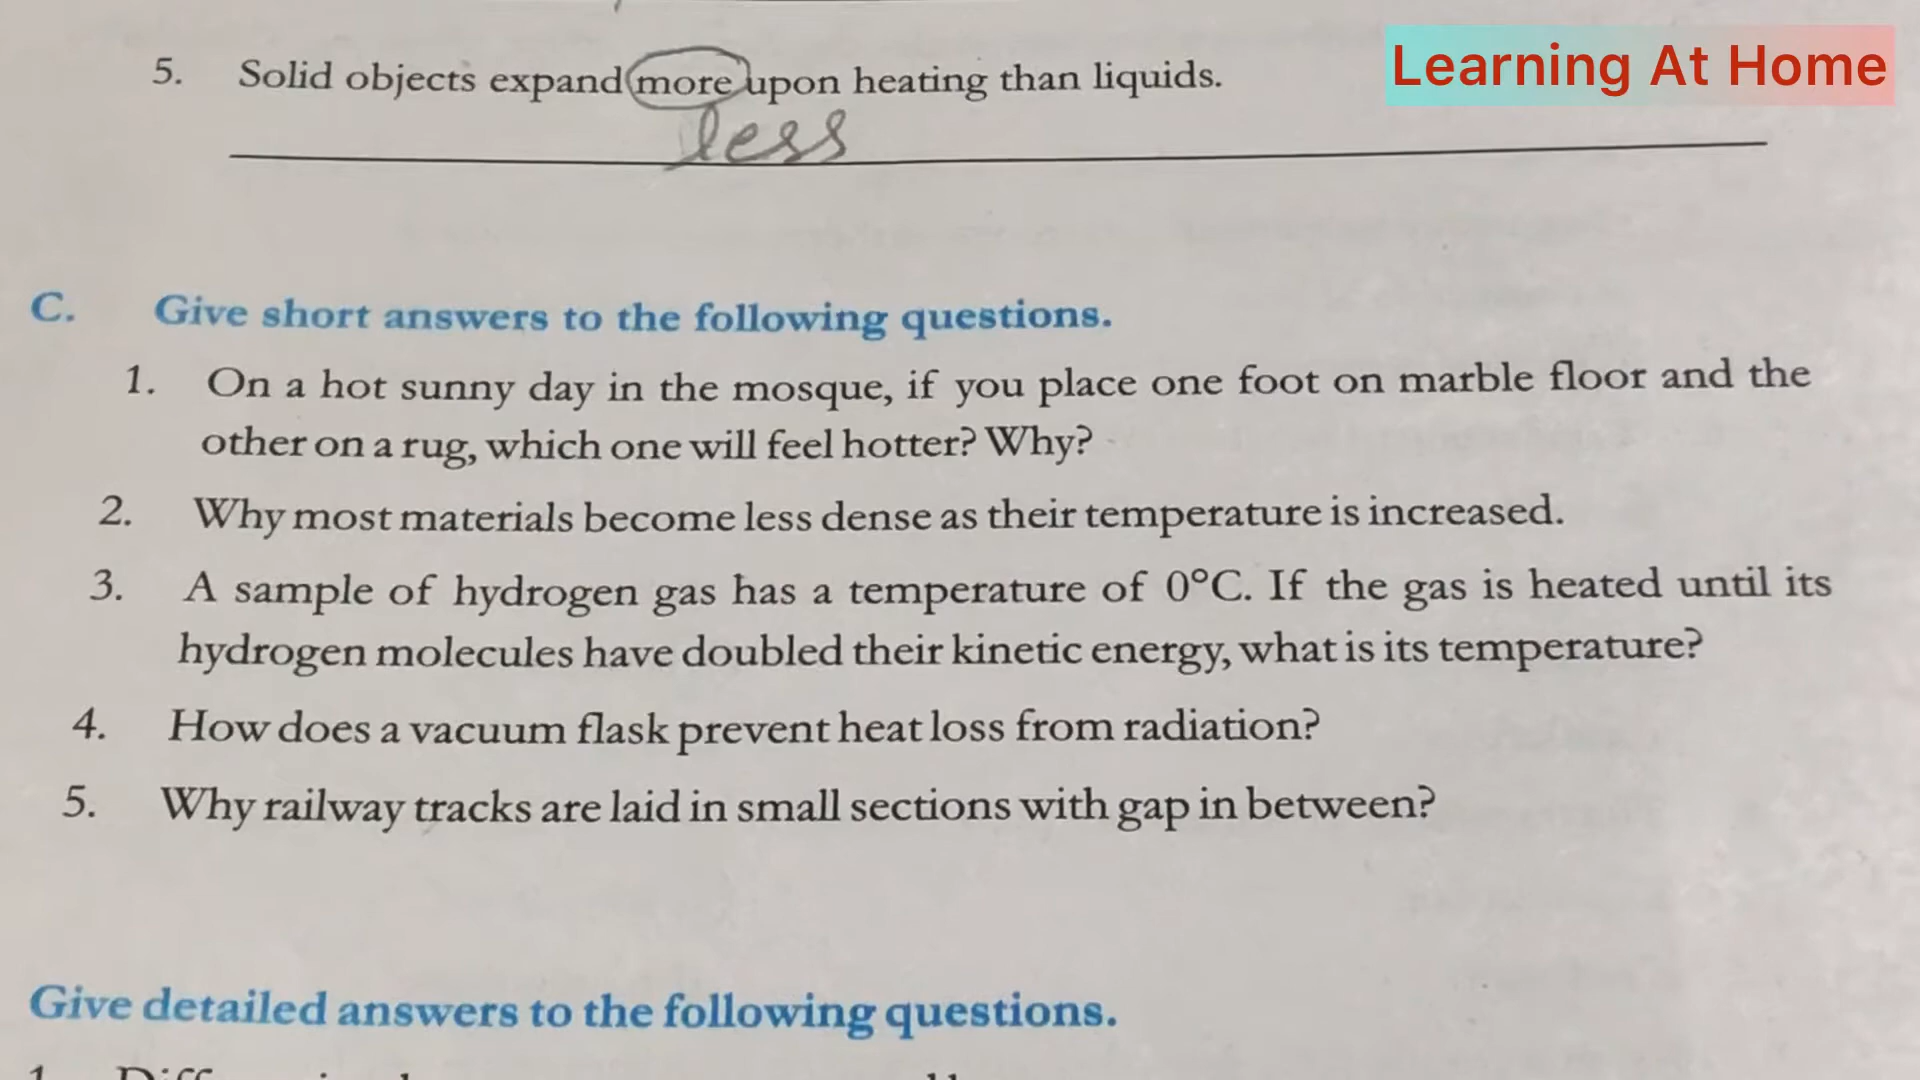 Learning At Home
5. Solid objects expand more upon heating than liquids.
less
C. Give short answers to the following questions.
1. On a hot sunny day in the mosque, if you place one foot on marble floor and the
other on a rug, which one will feel hotter? Why?
2. Why most materials become less dense as their temperature is increased.
3. A sample of hydrogen gas has a temperature of 0°C. If the gas is heated until its
hydrogen molecules have doubled their kinetic energy, what is its temperature?
4. How does a vacuum flask prevent heat loss from radiation?
5. Why railway tracks are laid in small sections with gap in between?
Give detailed answers to the following questions.